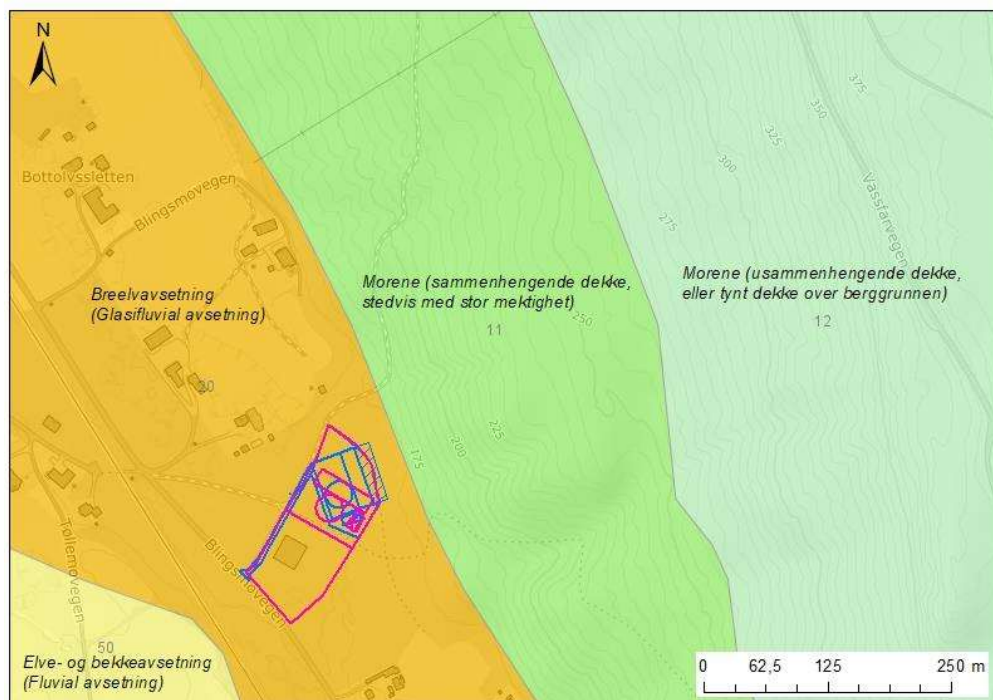 N
375
350
325
300
275
Vassfarvegen
Bottolvssletten
Blingsmovegen
Breelvavsetning
(Glasifluvial avsetning)
20
Morene (sammenhengende dekke,
stedvis med stor mektighet)
11
250
Morene (usammenhengende dekke,
eller tynt dekke over berggrunnen)
12
225
200
175
Tollemovegen
Blingsmovegen
50
Elve- og bekkeavsetning
(Fluvial avsetning)
0 62,5 125 250 m